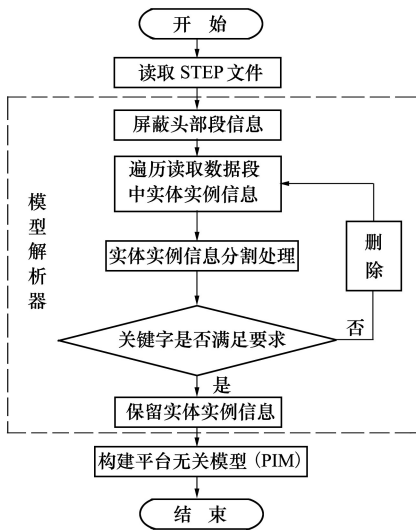 开 始
读取 STEP 文件
屏蔽头部段信息
遍历读取数据段
中实体实例信息
模型解析器
删除
实体实例信息分割处理
关键字是否满足要求
否
是
保留实体实例信息
构建平台无关模型(PIM)
结 束